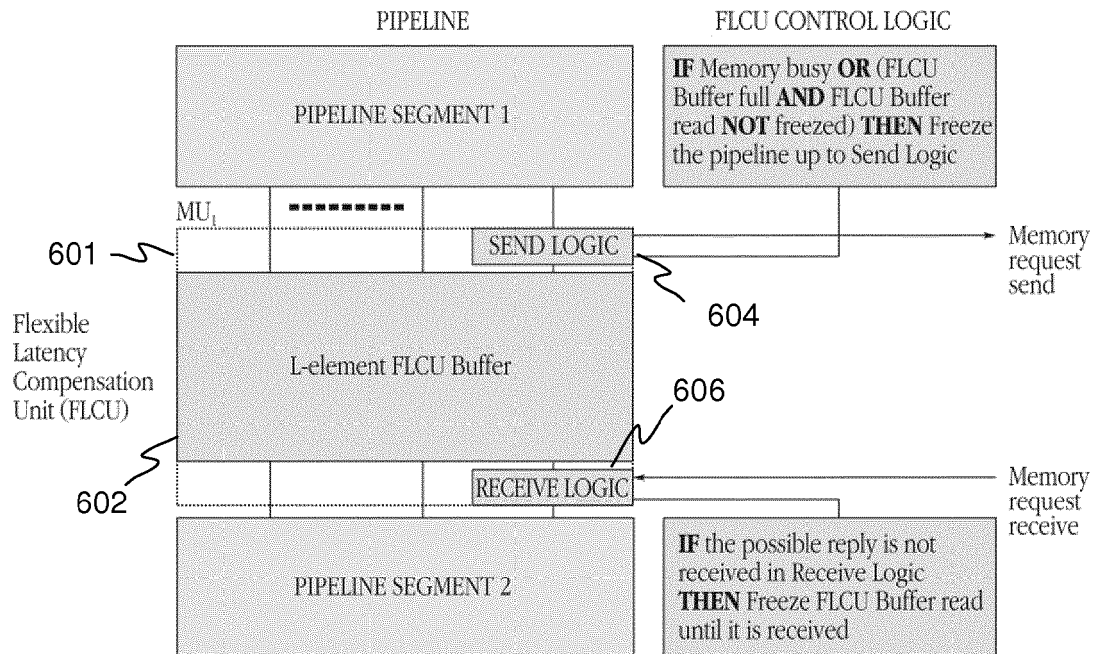 PIPELINE
FLCU CONTROL LOGIC
PIPELINE SEGMENT 1
IF Memory busy OR (FLCU
Buffer full AND FLCU Buffer
read NOT freezed) THEN Freeze
the pipeline up to Send Logic
MU1
601
SEND LOGIC
Memory
request
send
604
Flexible
Latency
Compensation
Unit (FLCU)
L-element FLCU Buffer
606
602
RECEIVE LOGIC
Memory
request
receive
PIPELINE SEGMENT 2
IF the possible reply is not
received in Receive Logic
THEN Freeze FLCU Buffer read
until it is received